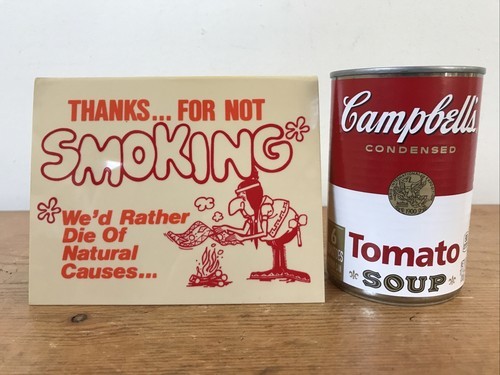 THANKS... FOR NOT
SMOKING*
*We'd Rather
Die Of
Natural
Causes...
Campbell's
CONDENSED
Tomato
SOUP